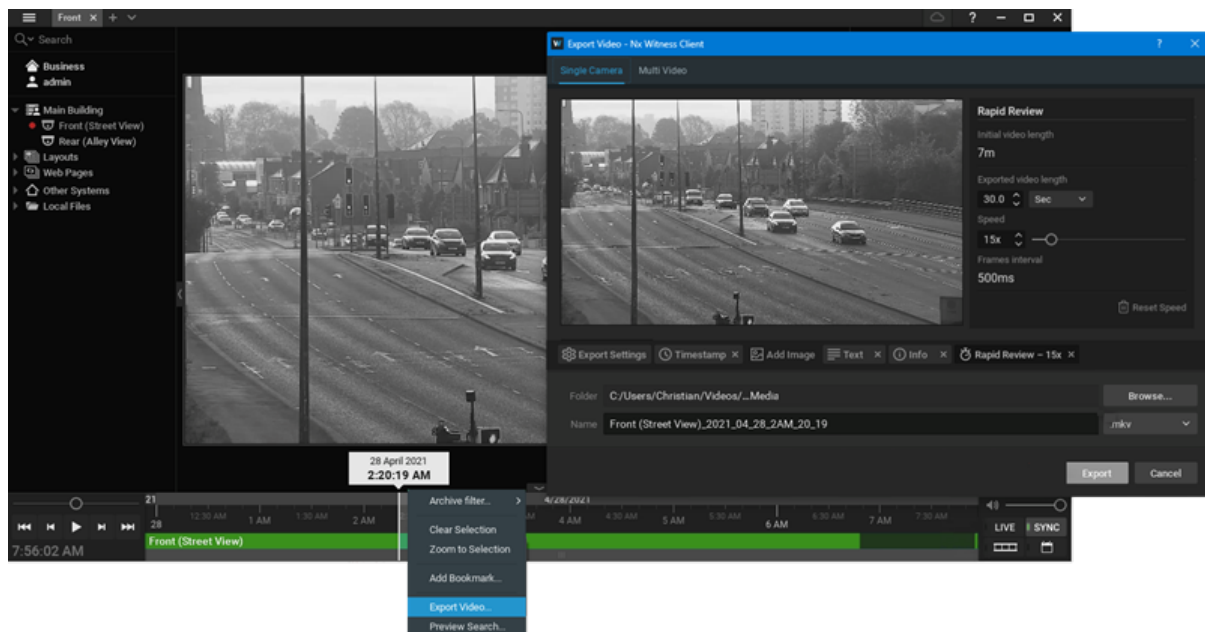 Front × + 
? – ×
Search
Business
admin
Main Building
Front (Street View)
Rear (Alley View)
Layouts
Web Pages
Other Systems
Local Files
Export Video - Nx Witness Client ? ×
Single Camera Multi Video
Rapid Review
Initial video length
7m
Exported video length
30.0 Sec
Speed
15x
Frames interval
500ms
Reset Speed
Export Settings Timestamp × Add Image Text × Info × Rapid Review – 15x ×
Folder C:/Users/Christian/Videos/_Media Browse...
Name Front (Street View)_2021_04_28_2AM_20_19 .mkv
Export Cancel
28 April 2021
2:20:19 AM
21 4/28/2021
28 12:30 AM 1 AM 1:30 AM 2 AM 4 AM 4:30 AM 5 AM 5:30 AM 6 AM 6:30 AM 7 AM 7:30 AM
Front (Street View)
7:56:02 AM
LIVE SYNC
Archive filter...
Clear Selection
Zoom to Selection
Add Bookmark...
Export Video...
Preview Search...